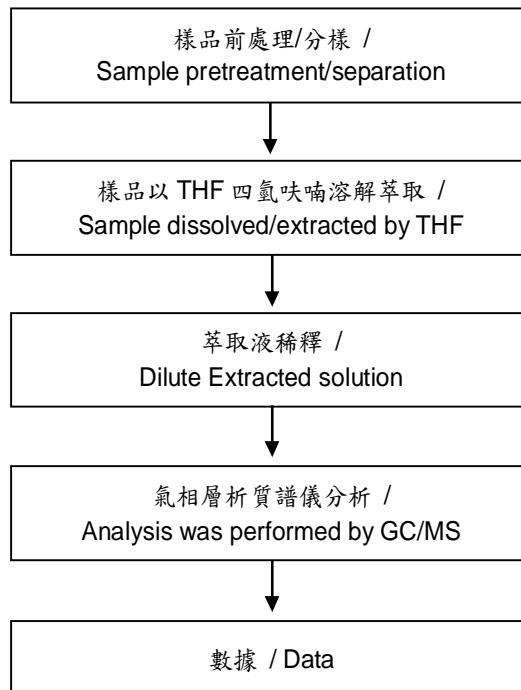 樣品前處理/分樣 /
Sample pretreatment/separation
樣品以 THF 四氫呋喃溶解萃取 /
Sample dissolved/extracted by THF
萃取液稀釋 /
Dilute Extracted solution
氣相層析質譜儀分析 /
Analysis was performed by GC/MS
數據 / Data